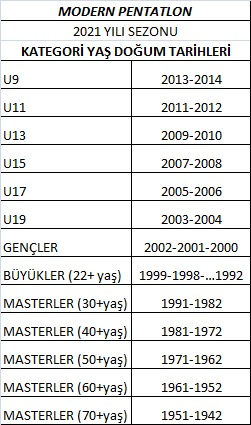 MODERN PENTATLON
2021 YILI SEZONU
KATEGORİ YAŞ DOĞUM TARİHLERİ
U9 2013-2014
U11 2011-2012
U13 2009-2010
U15 2007-2008
U17 2005-2006
U19 2003-2004
GENÇLER 2002-2001-2000
BÜYÜKLER (22+ yaş) 1999-1998-...1992
MASTERLER (30+yaş) 1991-1982
MASTERLER (40+yaş) 1981-1972
MASTERLER (50+yaş) 1971-1962
MASTERLER (60+yaş) 1961-1952
MASTERLER (70+yaş) 1951-1942